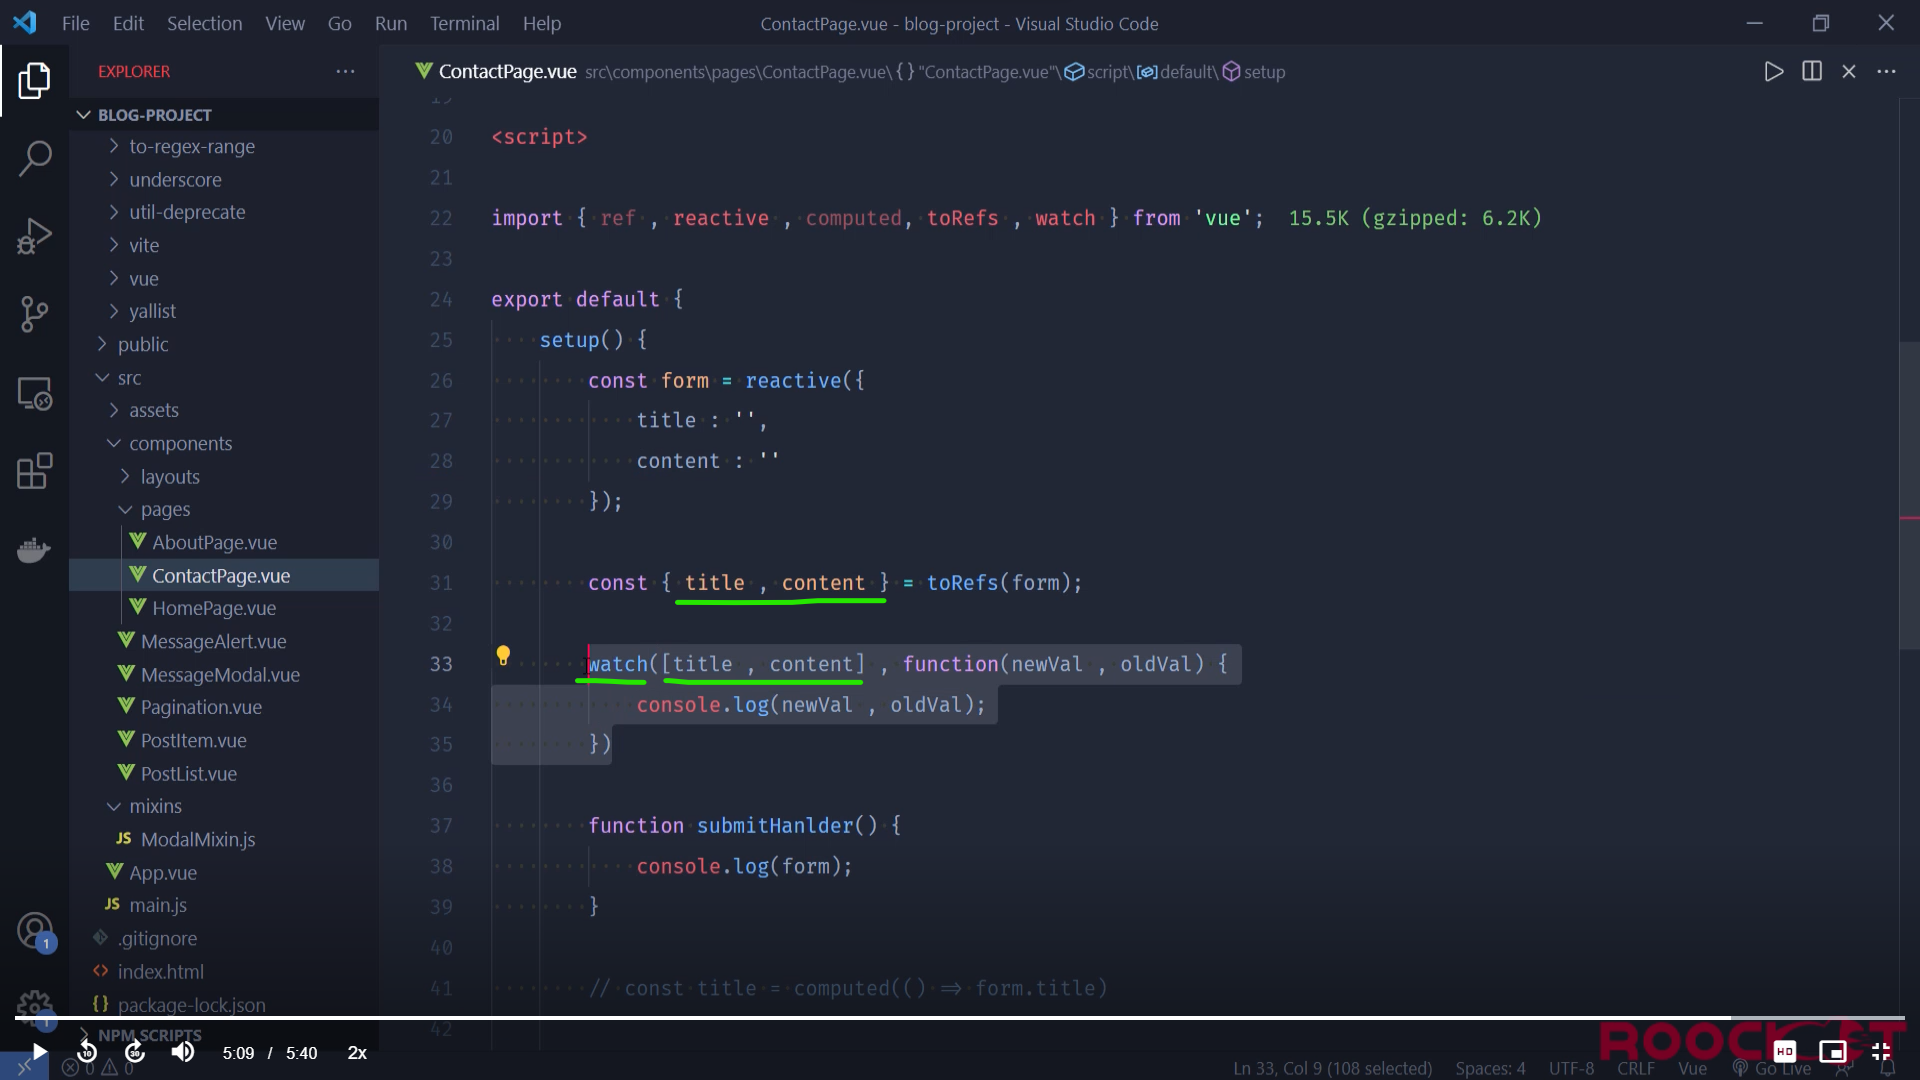 File Edit Selection View Go Run Terminal Help
ContactPage.vue - blog-project - Visual Studio Code
EXPLORER
ContactPage.vue src\components\pages\ContactPage.vue\ {} "ContactPage.vue"\ script\ default\ setup
BLOG-PROJECT
to-regex-range
underscore
util-deprecate
vite
vue
yallist
public
src
assets
components
layouts
pages
AboutPage.vue
ContactPage.vue
HomePage.vue
MessageAlert.vue
MessageModal.vue
Pagination.vue
PostItem.vue
PostList.vue
mixins
JS ModalMixin.js
App.vue
JS main.js
.gitignore
<> index.html
{} package-lock.json
NPM SCRIPTS
19
20 <script>
21
22 import { ref , reactive , computed, toRefs , watch } from 'vue'; 15.5K (gzipped: 6.2K)
23
24 export default {
25 setup() {
26 const form = reactive({
27 title : '',
28 content : ''
29 });
30
31 const { title , content } = toRefs(form);
32
33 watch([title , content] , function(newVal , oldVal) {
34 console.log(newVal , oldVal);
35 })
36
37 function submitHanlder() {
38 console.log(form);
39 }
40
41 // const title = computed(() => form.title)
42
1
1
10 30 5:09 / 5:40 2x
ROOCKET
HD
0 0
Ln 33, Col 9 (108 selected) Spaces: 4 UTF-8 CRLF Vue Go Live